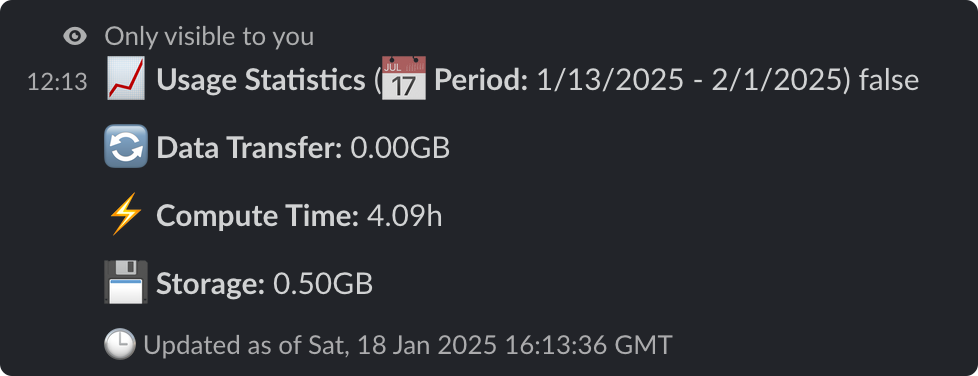 Only visible to you
12:13 📈 Usage Statistics (📅 Period: 1/13/2025 - 2/1/2025) false
🔄 Data Transfer: 0.00GB
⚡ Compute Time: 4.09h
💾 Storage: 0.50GB
🕒 Updated as of Sat, 18 Jan 2025 16:13:36 GMT